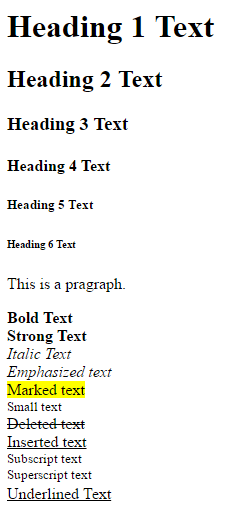 Heading 1 Text
Heading 2 Text
Heading 3 Text
Heading 4 Text
Heading 5 Text
Heading 6 Text
This is a pragraph.
Bold Text
Strong Text
Italic Text
Emphasized text
Marked text
Small text
Deleted text
Inserted text
Subscript text
Superscript text
Underlined Text